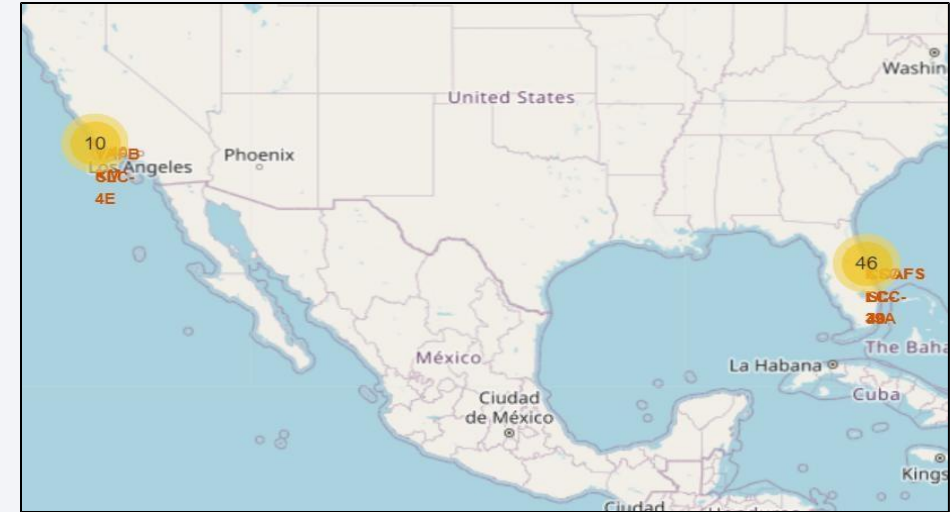 Washin
United States
10
Los Angeles
4E
Phoenix
46
México
La Habana
The Baha
Cuba
Ciudad
de México
Kings
Ciudad